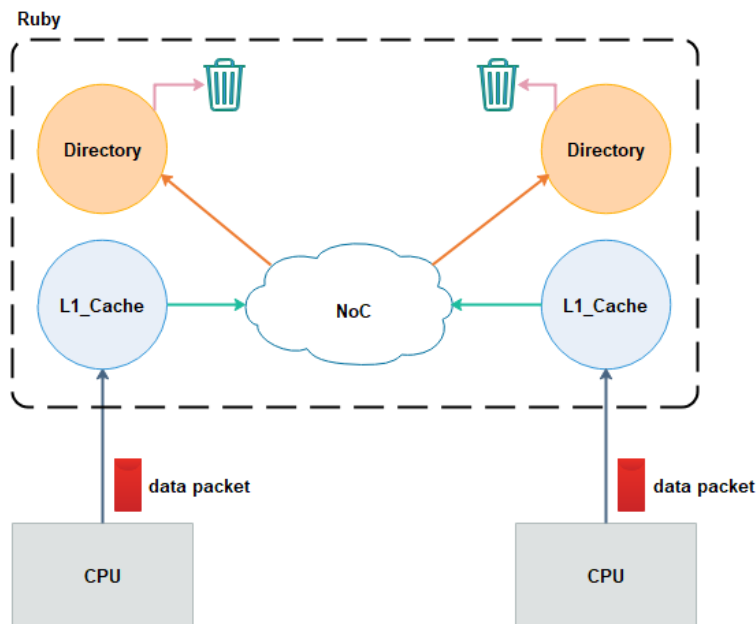 Ruby
Directory
Directory
L1_Cache
NoC
L1_Cache
data packet
data packet
CPU
CPU